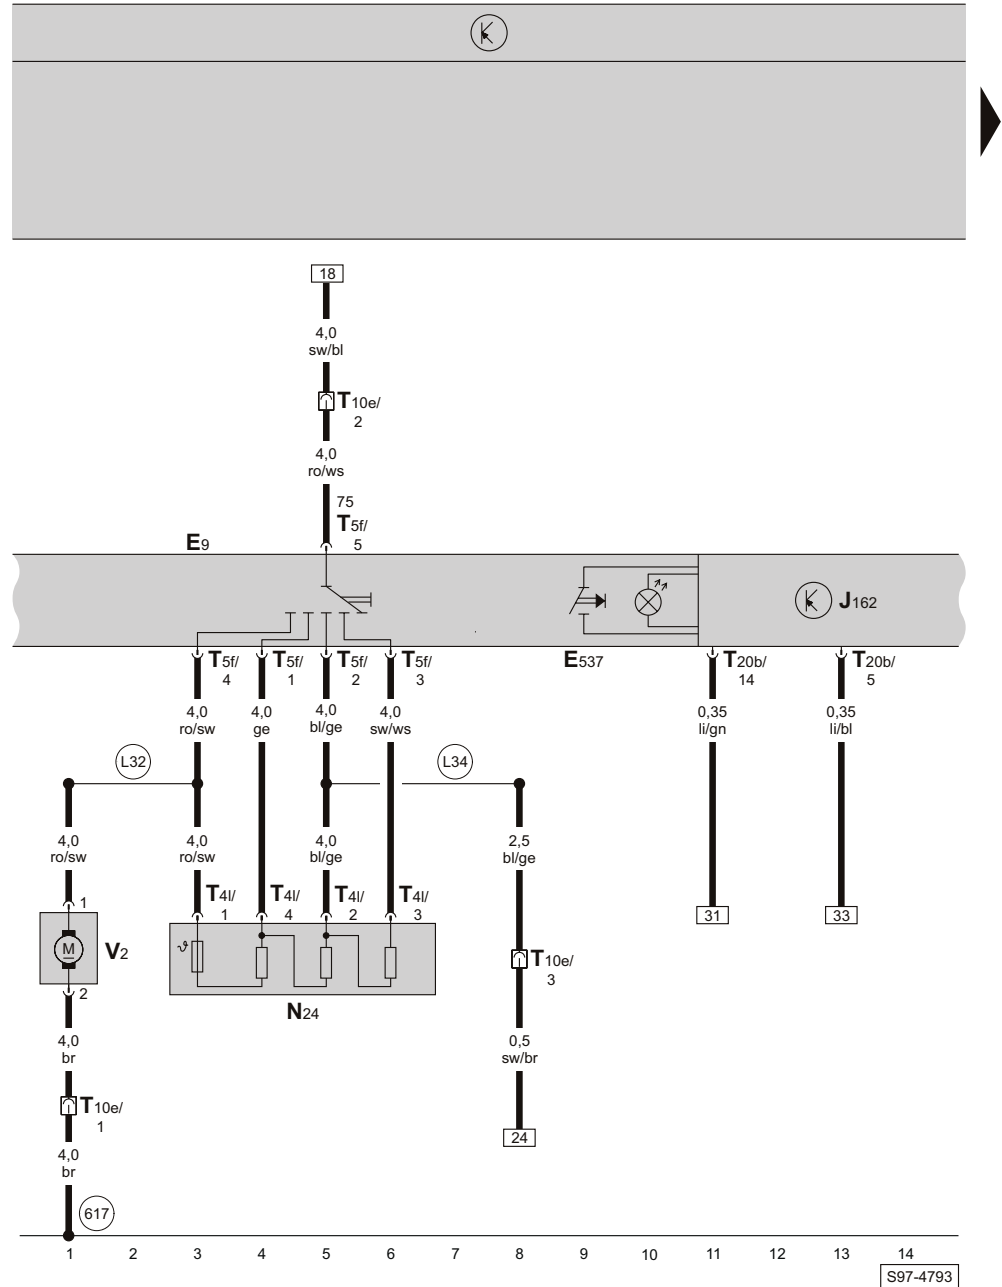 18
4,0
sw/bl
T10e/
2
4,0
ro/ws
75
T5f/
5
E9
J162
E537
T5f/
4
T5f/
1
T5f/
2
T5f/
3
T20b/
14
T20b/
5
4,0
ro/sw
4,0
ge
4,0
bl/ge
4,0
sw/ws
0,35
li/gn
0,35
li/bl
L32
L34
4,0
ro/sw
4,0
ro/sw
4,0
bl/ge
2,5
bl/ge
1
T4l/
1
T4l/
4
T4l/
2
T4l/
3
31
33
M
V2
ϑ
2
N24
T10e/
3
4,0
br
0,5
sw/br
T10e/
1
24
4,0
br
617
1 2 3 4 5 6 7 8 9 10 11 12 13 14
S97-4793